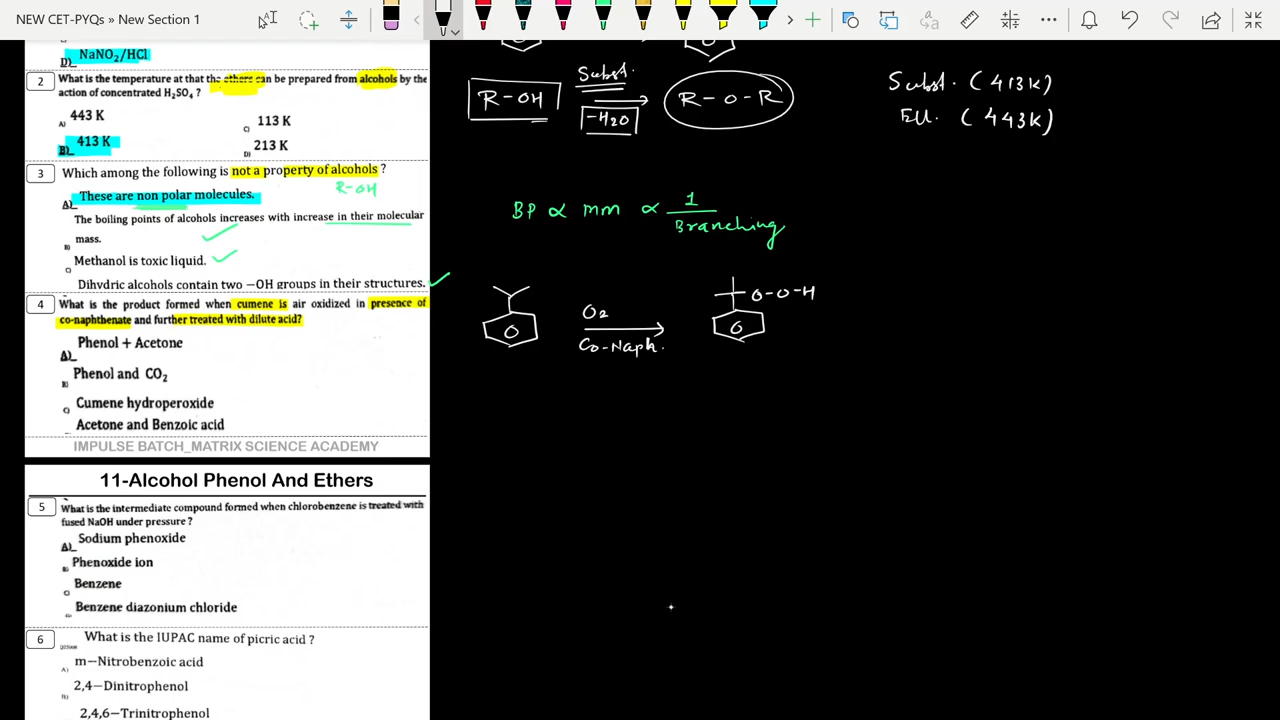 NEW CET-PYQs » New Section 1
D) NaNO2/HCl
2 What is the temperature at that the ethers can be prepared from alcohols by the
action of concentrated H₂SO₄ ?
A) 443 K
C) 113 K
B) 413 K
D) 213 K
3 Which among the following is not a property of alcohols ?
R-OH
A) These are non polar molecules.
The boiling points of alcohols increases with increase in their molecular
B) mass.
C) Methanol is toxic liquid.
Dihydric alcohols contain two —OH groups in their structures.
4 What is the product formed when cumene is air oxidized in presence of
co-naphthenate and further treated with dilute acid?
A) Phenol + Acetone
B) Phenol and CO₂
C) Cumene hydroperoxide
Acetone and Benzoic acid
IMPULSE BATCH_MATRIX SCIENCE ACADEMY
11-Alcohol Phenol And Ethers
5 What is the intermediate compound formed when chlorobenzene is treated with
fused NaOH under pressure ?
A) Sodium phenoxide
B) Phenoxide ion
C) Benzene
Benzene diazonium chloride
6 What is the IUPAC name of picric acid ?
A) m—Nitrobenzoic acid
B) 2,4—Dinitrophenol
2,4,6—Trinitrophenol
R-OH Subst. -H2O R-O-R
Subst. (413K)
Ell. (443K)
BP ∝ mm ∝ 1/Branching
O O2 Co-Naph. O O-O-H